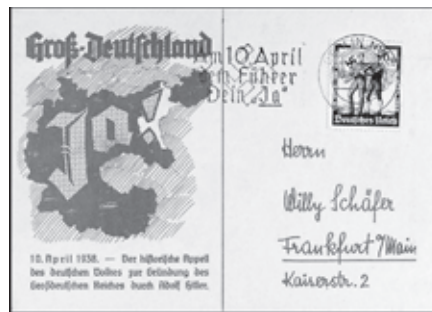 Groß-Deutschland
Ja
10. April 1938. — Der historische Appell
des deutschen Volkes zur Gründung des
Großdeutschen Reiches durch Adolf Hitler.
Am 10. April
dem Führer
Dein „Ja“
Deutsches Reich
Herrn
Willy Schäfer
Frankfurt /Main
Kaiserstr. 2